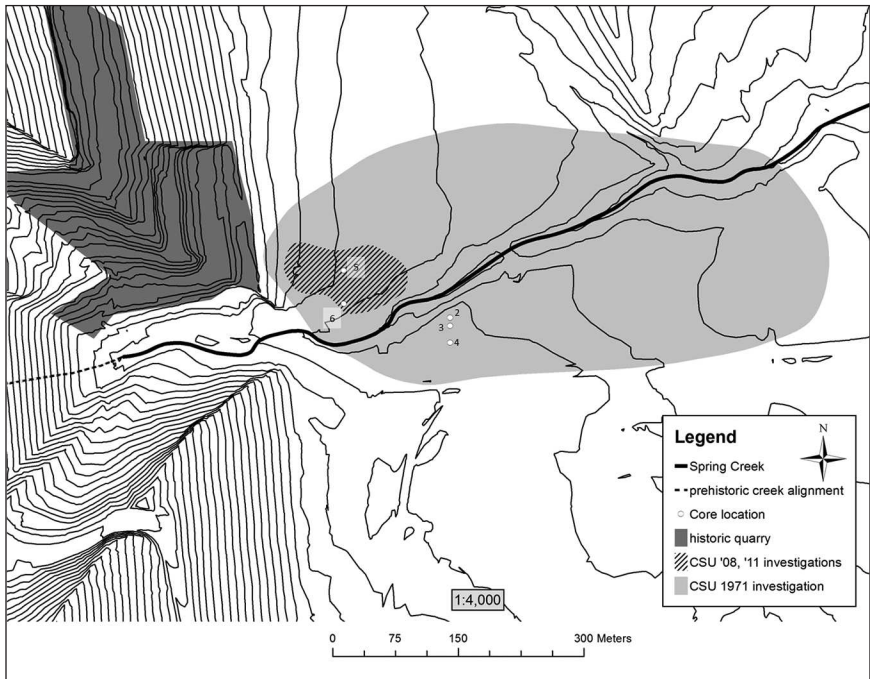 5
6
2
3
4
Legend
N
Spring Creek
prehistoric creek alignment
Core location
historic quarry
CSU '08, '11 investigations
CSU 1971 investigation
1:4,000
0 75 150 300 Meters